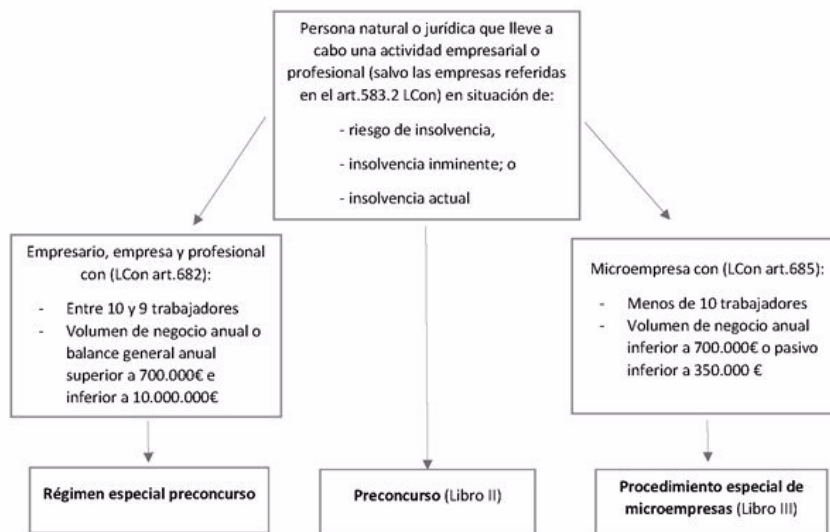 Persona natural o jurídica que lleve a
cabo una actividad empresarial o
profesional (salvo las empresas referidas
en el art.583.2 LCon) en situación de:
- riesgo de insolvencia,
- insolvencia inminente; o
- insolvencia actual
Empresario, empresa y profesional
con (LCon art.682):
- Entre 10 y 9 trabajadores
- Volumen de negocio anual o
balance general anual
superior a 700.000€ e
inferior a 10.000.000€
Microempresa con (LCon art.685):
- Menos de 10 trabajadores
- Volumen de negocio anual
inferior a 700.000€ o pasivo
inferior a 350.000 €
Régimen especial preconcurso
Preconcurso (Libro II)
Procedimiento especial de
microempresas (Libro III)